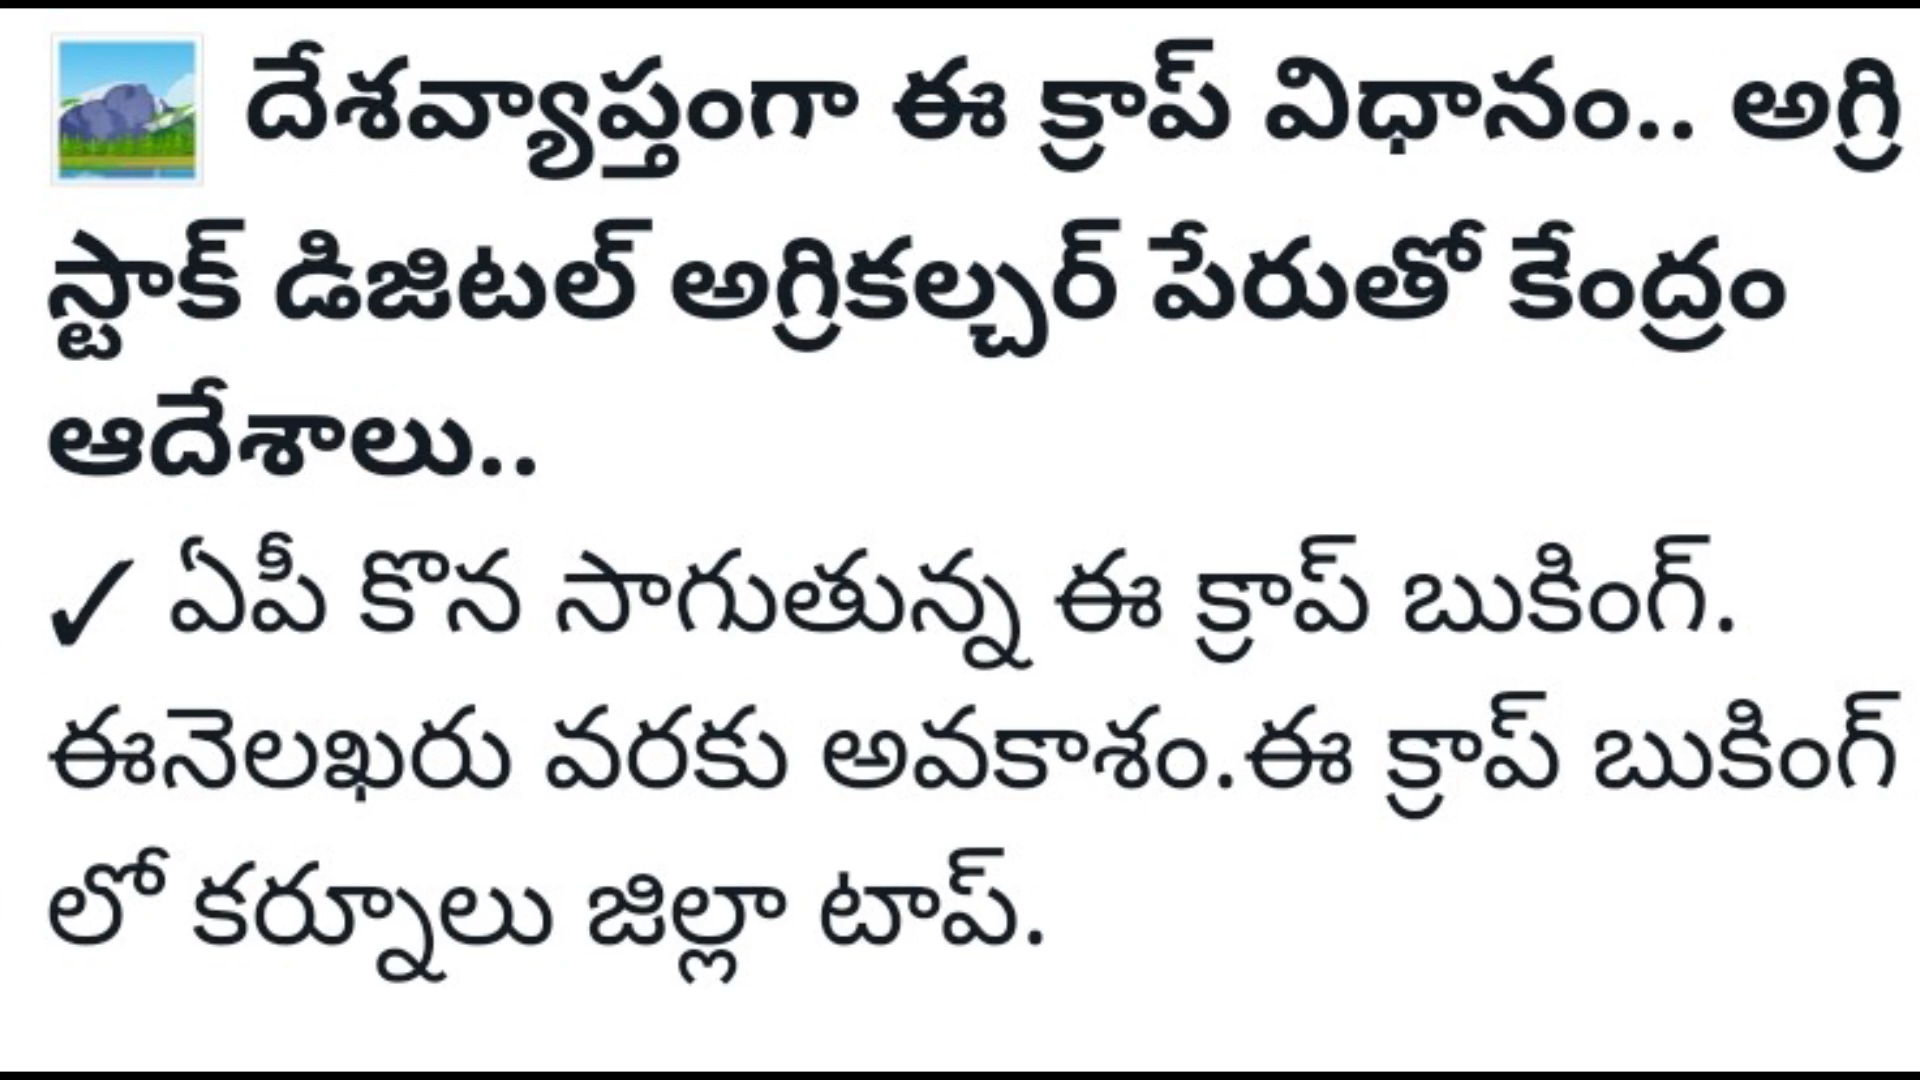 దేశవ్యాప్తంగా ఈ క్రాప్ విధానం.. అగ్రి
స్టాక్ డిజిటల్ అగ్రికల్చర్ పేరుతో కేంద్రం
ఆదేశాలు..
✓ ఏపీ కొన సాగుతున్న ఈ క్రాప్ బుకింగ్.
ఈనెలఖరు వరకు అవకాశం.ఈ క్రాప్ బుకింగ్
లో కర్నూలు జిల్లా టాప్.